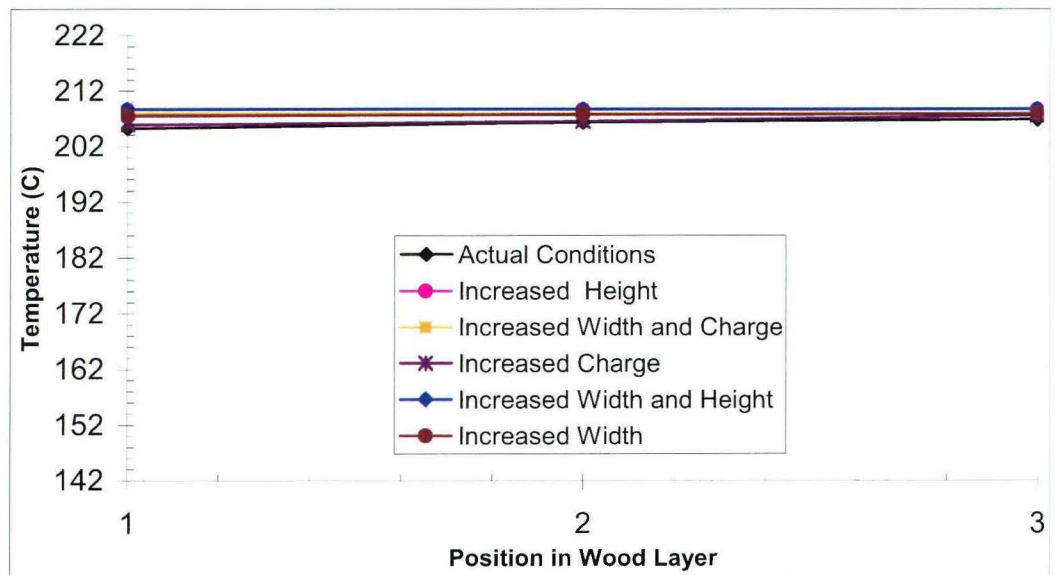 222
212
202
192
182
172
162
152
142
Temperature (C)
Actual Conditions
Increased Height
Increased Width and Charge
Increased Charge
Increased Width and Height
Increased Width
1
2
3
Position in Wood Layer